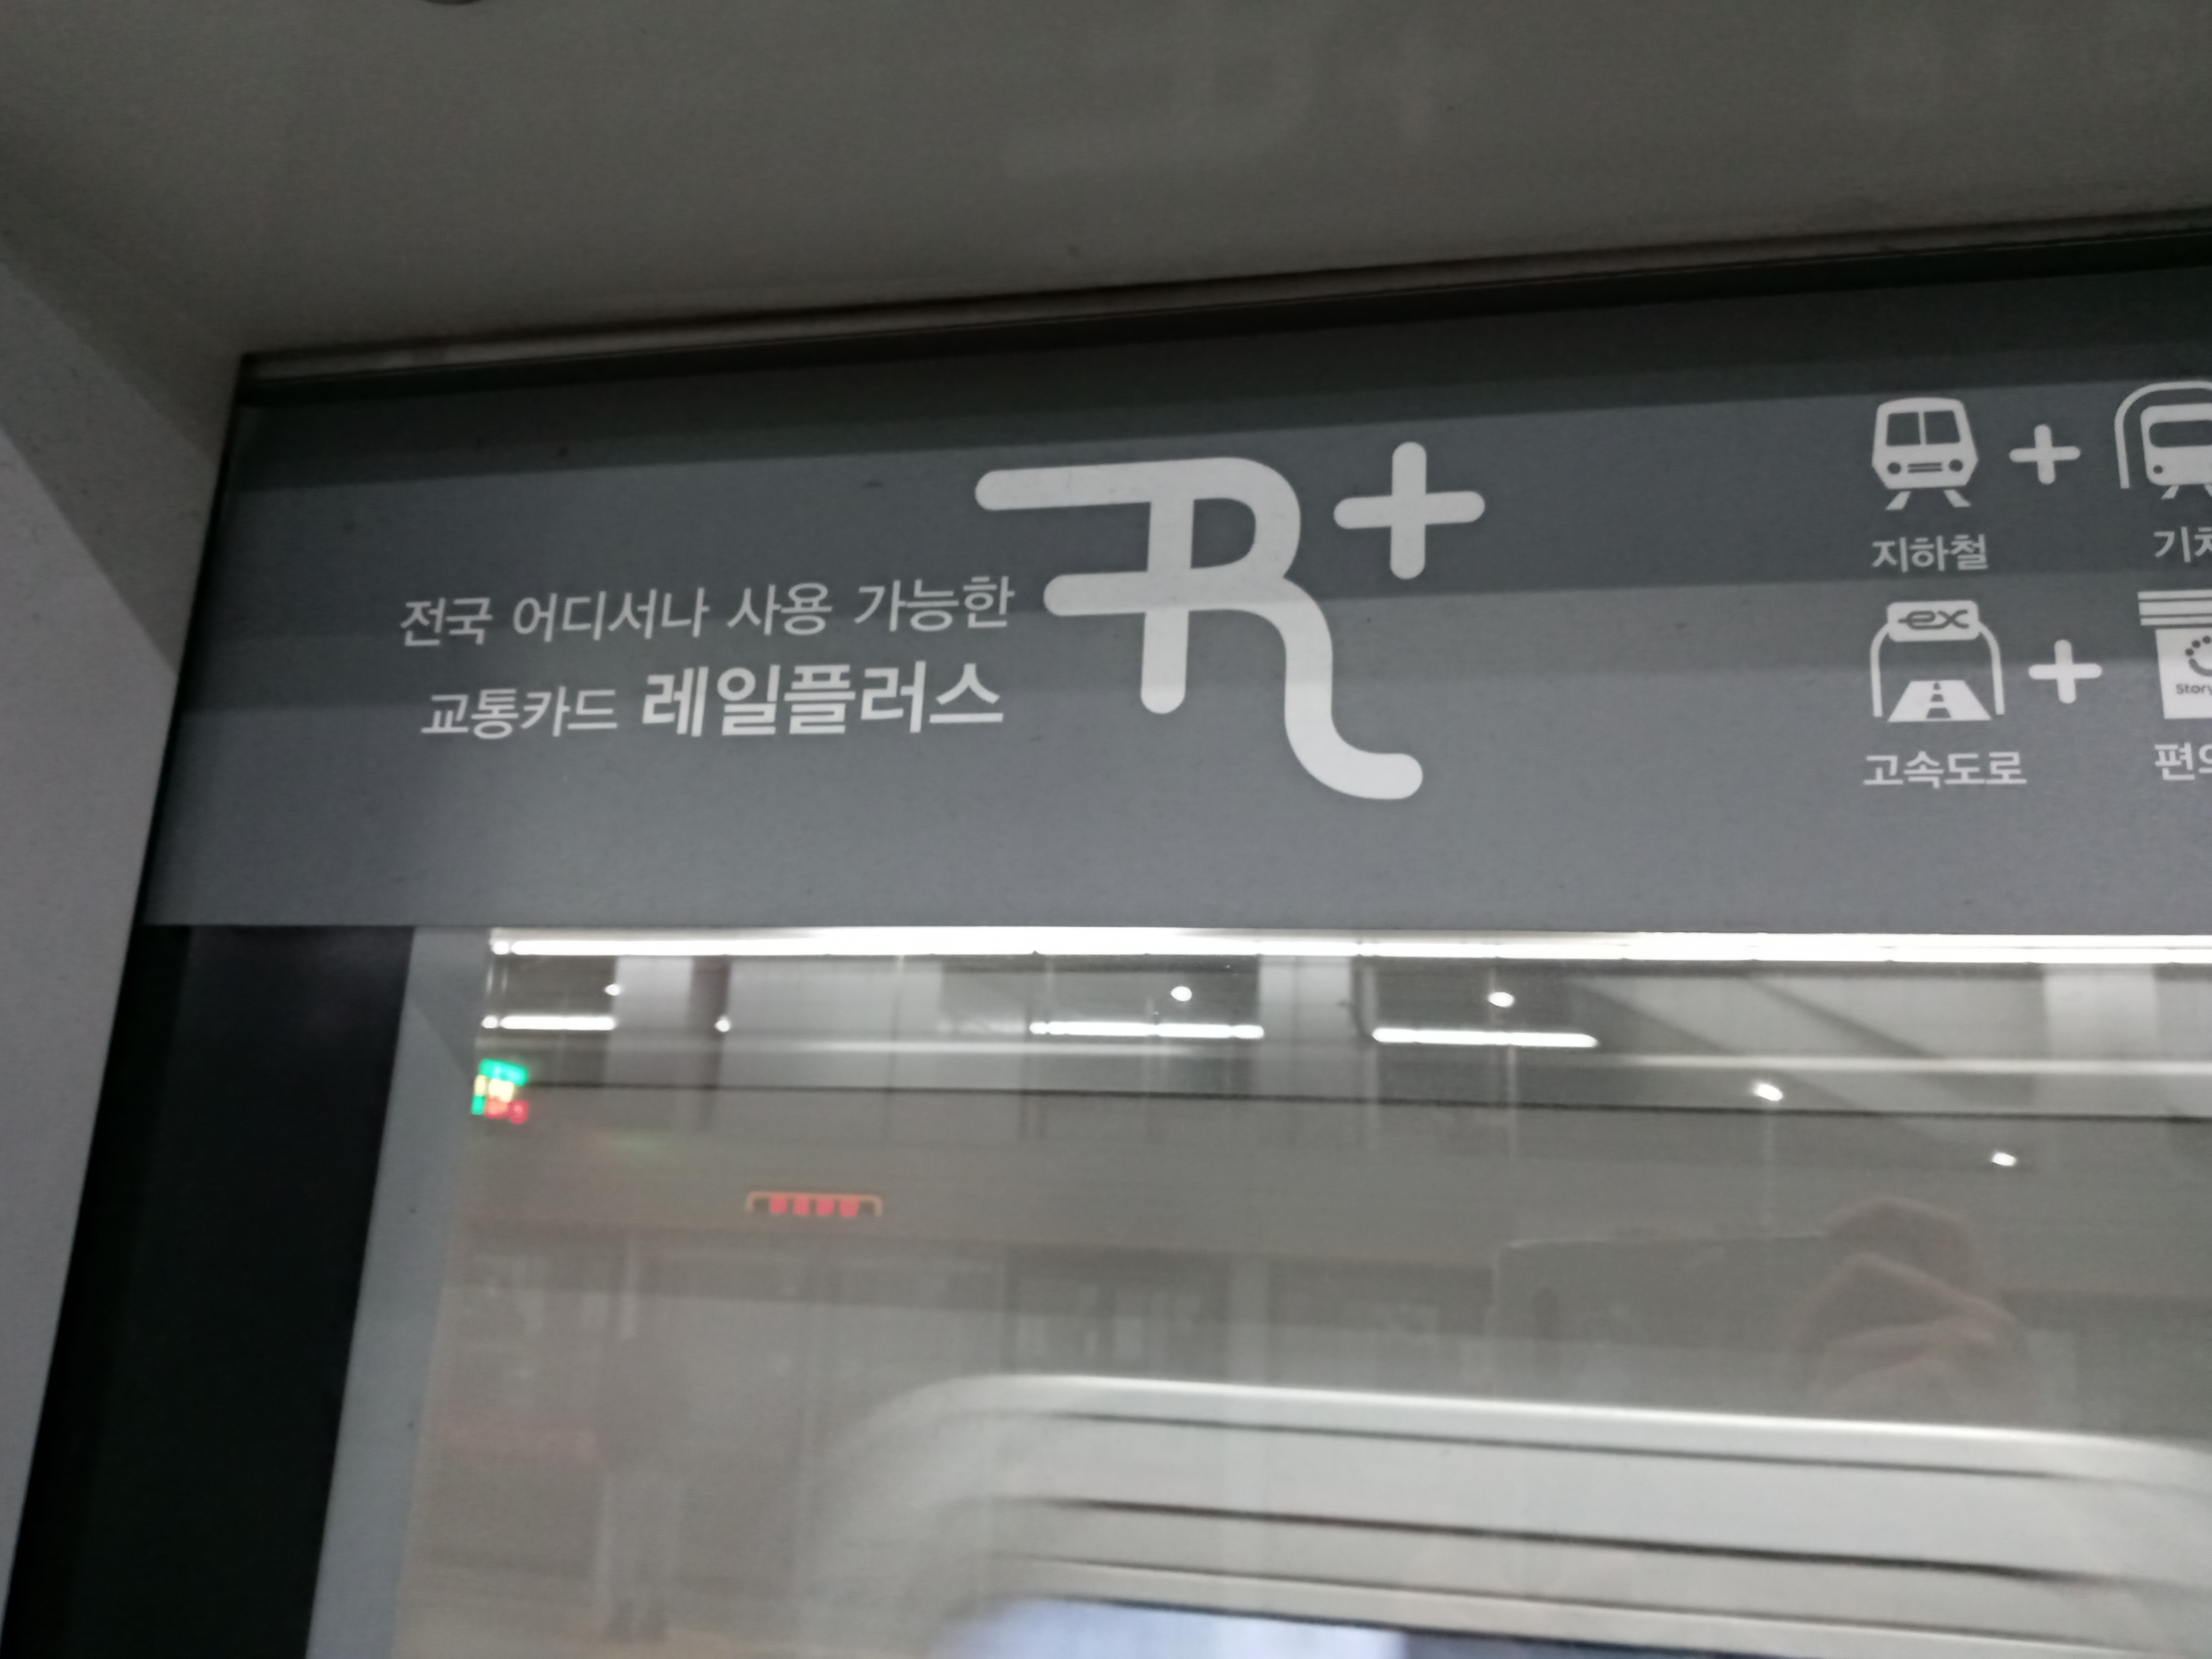 전국 어디서나 사용 가능한
교통카드 레일플러스
R+
지하철
ex
고속도로